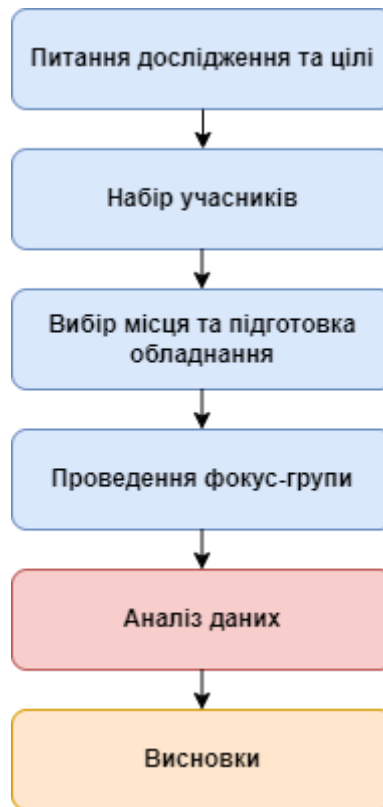 Питання дослідження та цілі
Набір учасників
Вибір місця та підготовка
обладнання
Проведення фокус-групи
Аналіз даних
Висновки